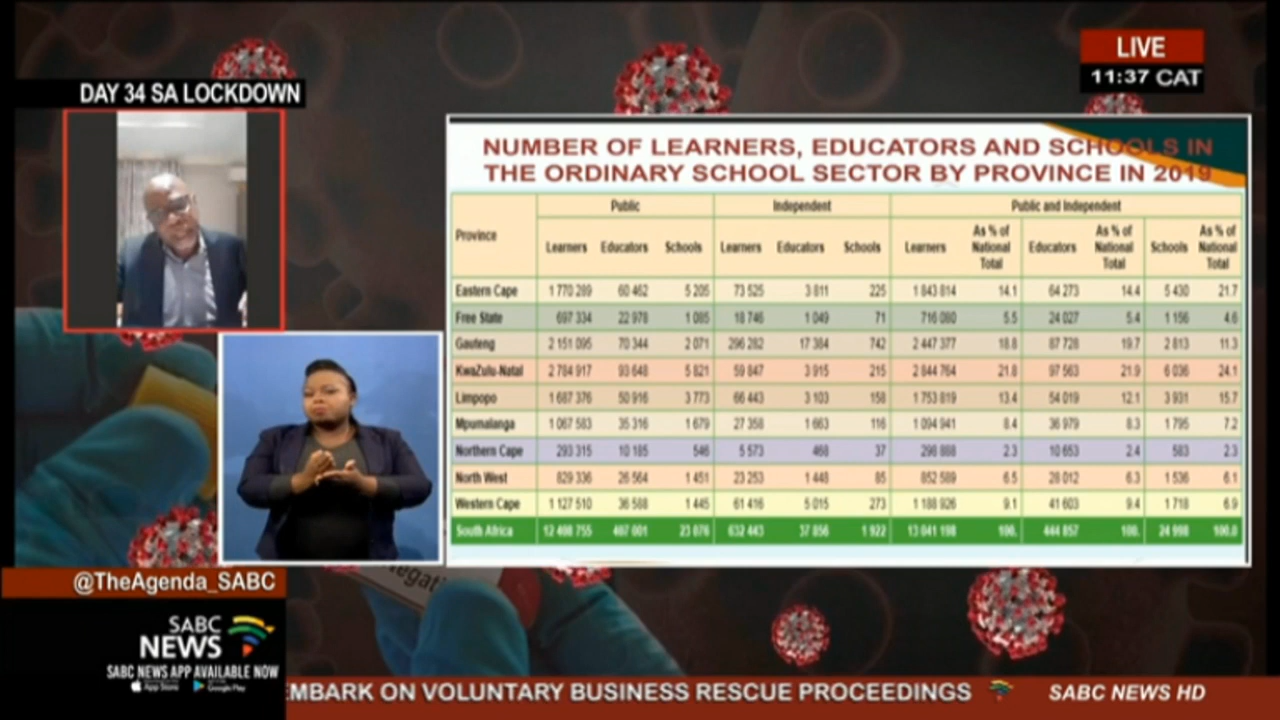 LIVE
11:37 CAT
DAY 34 SA LOCKDOWN
NUMBER OF LEARNERS, EDUCATORS AND SCHOOLS IN
THE ORDINARY SCHOOL SECTOR BY PROVINCE IN 2019
Province Public Independent Public and Independent
Learners Educators Schools Learners Educators Schools Learners As % of National Total Educators As % of National Total Schools As % of National Total
Eastern Cape 1 770 289 60 462 5 205 73 525 3 811 225 1 843 814 14.1 64 273 14.4 5 430 21.7
Free State 697 334 22 978 1 085 18 746 1 049 71 716 080 5.5 24 027 5.4 1 156 4.6
Gauteng 2 151 095 70 344 2 071 296 282 17 384 742 2 447 377 18.8 87 728 19.7 2 813 11.3
KwaZulu-Natal 2 784 917 93 648 5 821 59 847 3 915 215 2 844 764 21.8 97 563 21.9 6 036 24.1
Limpopo 1 687 376 50 916 3 773 66 443 3 103 158 1 753 819 13.4 54 019 12.1 3 931 15.7
Mpumalanga 1 067 583 35 316 1 679 27 358 1 663 116 1 094 941 8.4 36 979 8.3 1 795 7.2
Northern Cape 293 315 10 185 546 5 573 468 37 298 888 2.3 10 653 2.4 583 2.3
North West 829 336 26 564 1 451 23 253 1 448 85 852 589 6.5 28 012 6.3 1 536 6.1
Western Cape 1 127 510 36 588 1 445 61 416 5 015 273 1 188 926 9.1 41 603 9.4 1 718 6.9
South Africa 12 408 755 407 001 23 076 632 443 37 856 1 922 13 041 198 100. 444 857 100. 24 998 100.0
@TheAgenda_SABC
SABC
NEWS
SABC NEWS APP AVAILABLE NOW
App Store Google Play
MBARK ON VOLUNTARY BUSINESS RESCUE PROCEEDINGS SABC NEWS HD